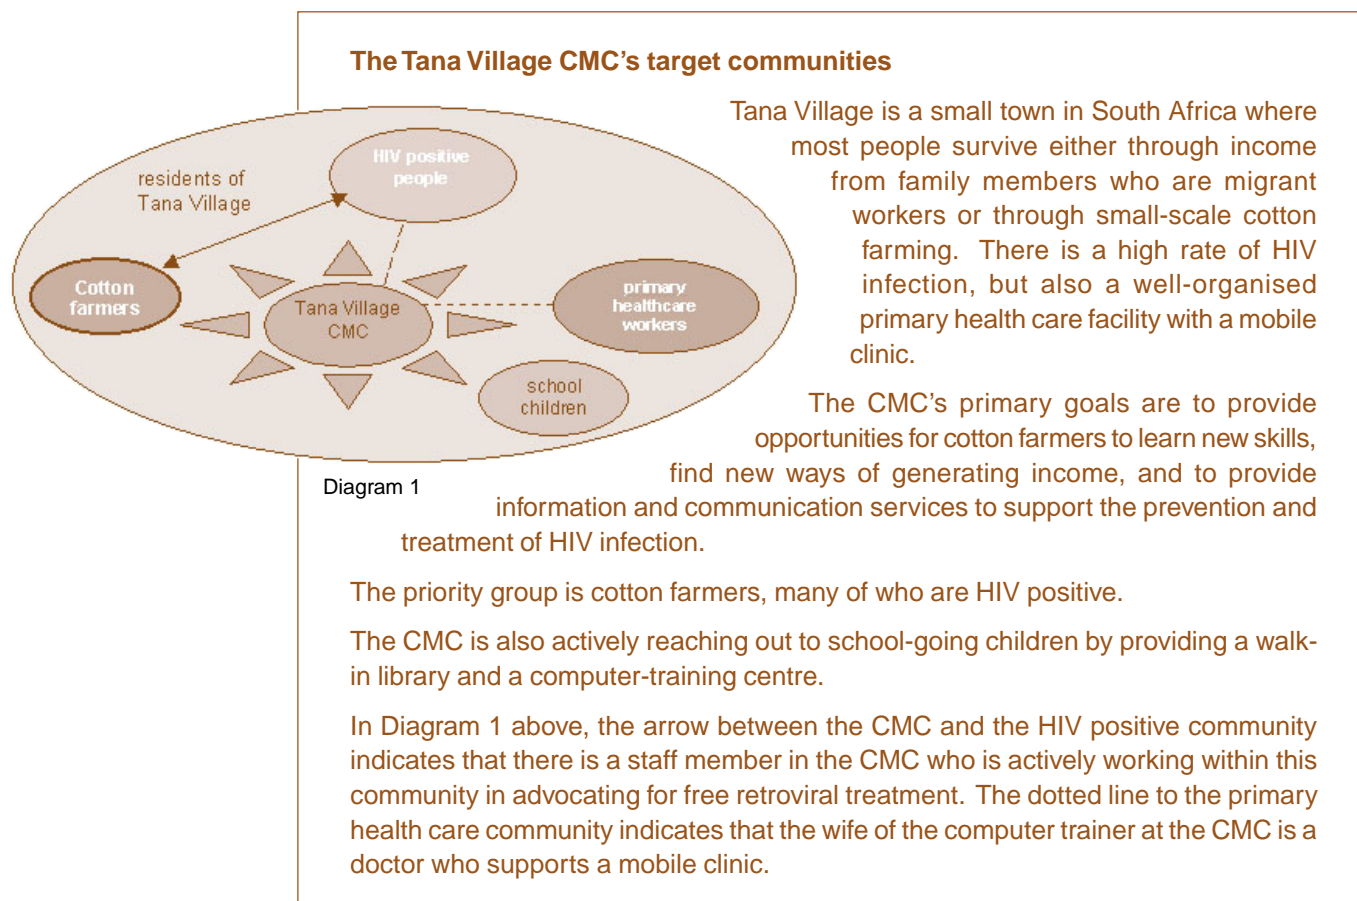 The Tana Village CMC’s target communities
Tana Village is a small town in South Africa where
most people survive either through income
from family members who are migrant
workers or through small-scale cotton
farming. There is a high rate of HIV
infection, but also a well-organised
primary health care facility with a mobile
clinic.
HIV positive
people
residents of
Tana Village
Cotton
farmers
Tana Village
CMC
primary
healthcare
workers
school
children
Diagram 1
The CMC’s primary goals are to provide
opportunities for cotton farmers to learn new skills,
find new ways of generating income, and to provide
information and communication services to support the prevention and
treatment of HIV infection.
The priority group is cotton farmers, many of who are HIV positive.
The CMC is also actively reaching out to school-going children by providing a walk-
in library and a computer-training centre.
In Diagram 1 above, the arrow between the CMC and the HIV positive community
indicates that there is a staff member in the CMC who is actively working within this
community in advocating for free retroviral treatment. The dotted line to the primary
health care community indicates that the wife of the computer trainer at the CMC is a
doctor who supports a mobile clinic.